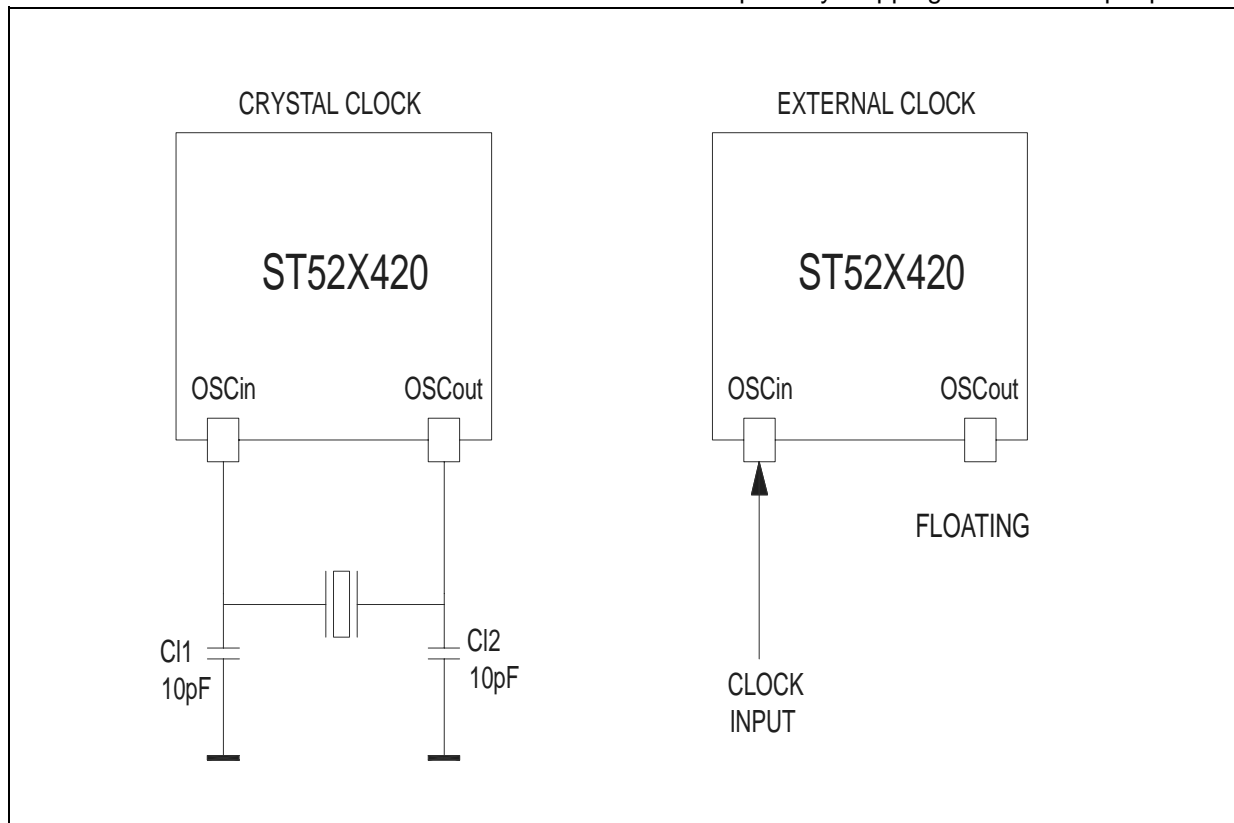 CRYSTAL CLOCK
ST52X420
OSCin
OSCout
Cl1
10pF
Cl2
10pF
EXTERNAL CLOCK
ST52X420
OSCin
OSCout
FLOATING
CLOCK
INPUT